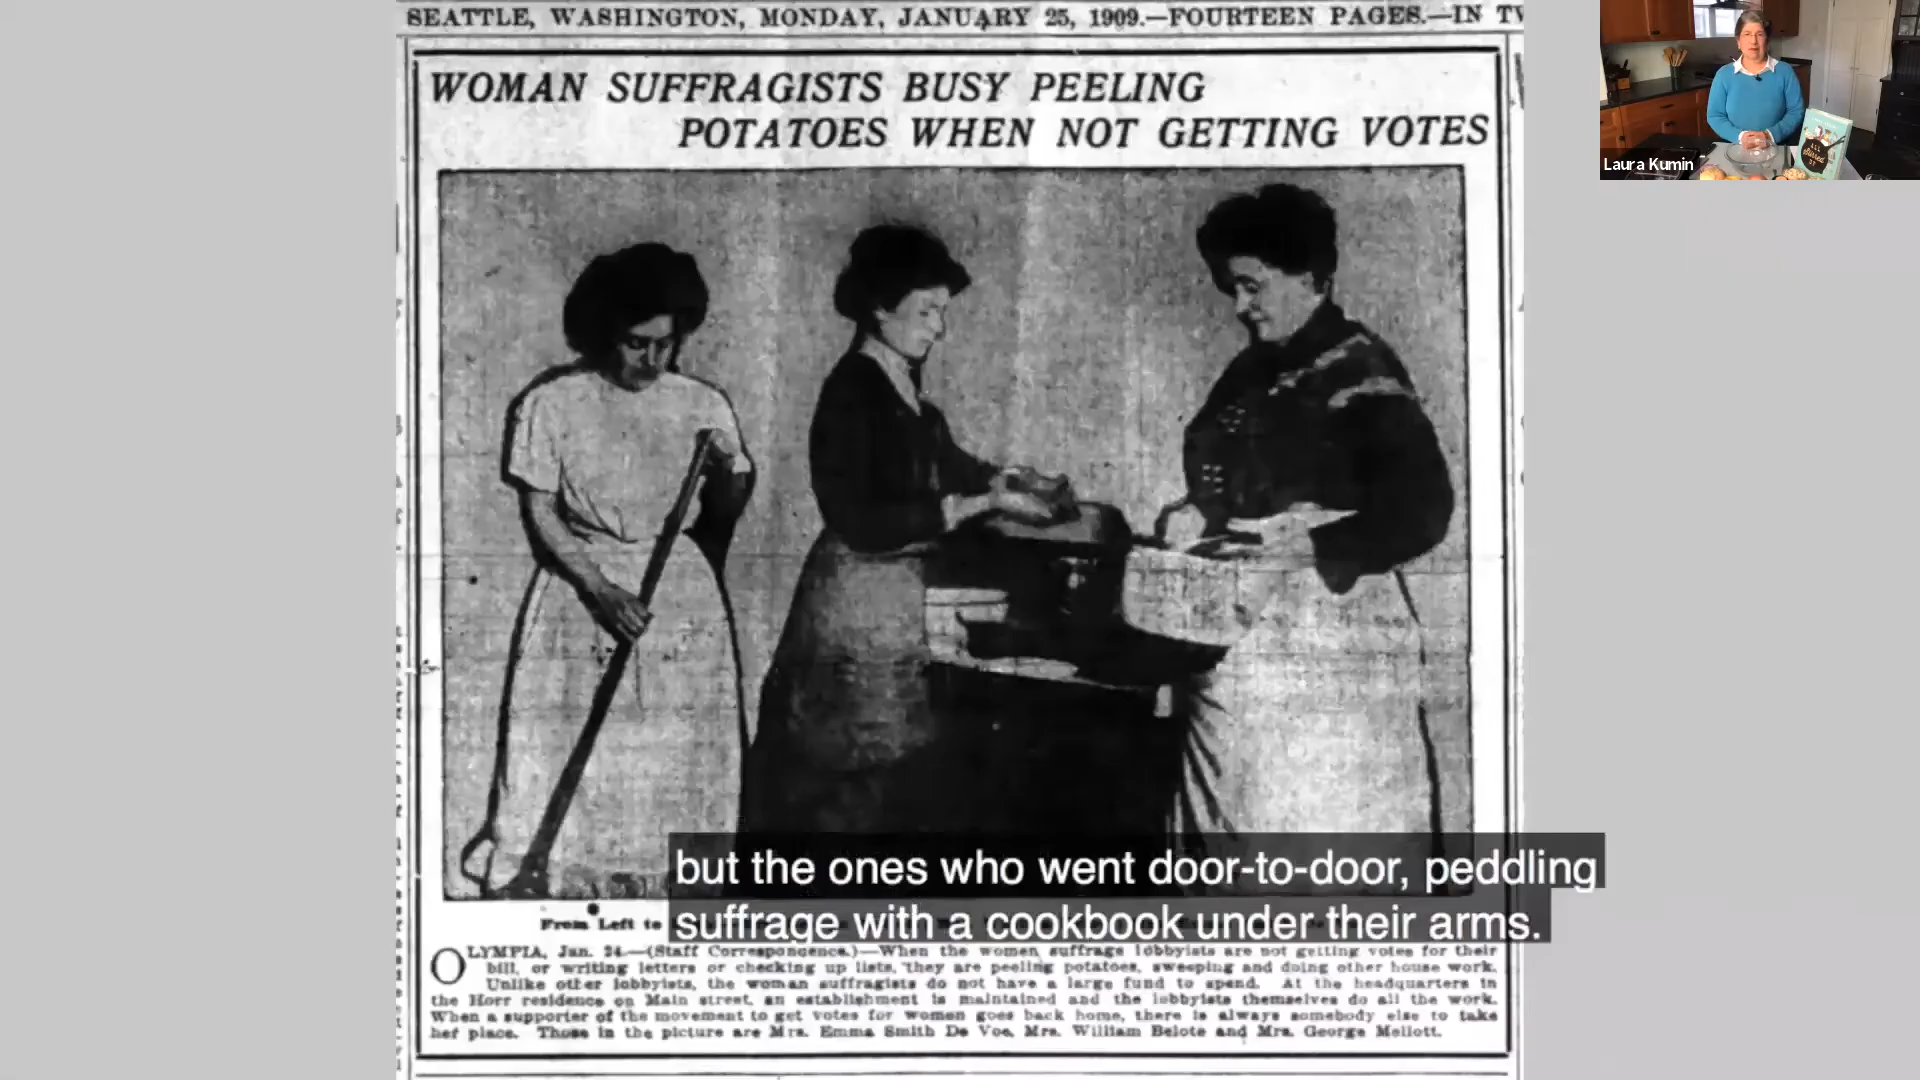 SEATTLE, WASHINGTON, MONDAY, JANUARY 25, 1909.—FOURTEEN PAGES.—IN
WOMAN SUFFRAGISTS BUSY PEELING
POTATOES WHEN NOT GETTING VOTES
Laura Kumin
All
Stirred
Up
but the ones who went door-to-door, peddling
suffrage with a cookbook under their arms.
From Left to
OLYMPIA, Jan. 24.—(Staff Correspondence.)—When the women suffrage lobbyists are not getting votes for their
bill, or writing letters or checking up lists, they are peeling potatoes, sweeping and doing other house work.
Unlike other lobbyists, the woman suffragists do not have a large fund to spend. At the headquarters in
the Horr residence on Main street, an establishment is maintained and the lobbyists themselves do all the work.
When a supporter of the movement to get votes for women goes back home, there is always somebody else to take
her place. Those in the picture are Mrs. Emma Smith De Voe, Mrs. William Belote and Mrs. George Mellott.